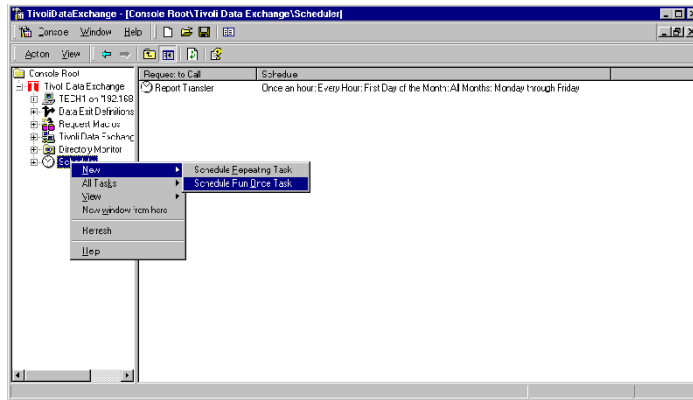 TivoliDataExchange - [Console Root\Tivoli Data Exchange\Scheduler]
Console Window Help
Action View
Console Root
Tivoli Data Exchange
TECH1 on 192.168
Data Exit Definitions
Request Macros
Tivoli Data Exchang
Directory Monitor
Request to Call Schedule
Report Transfer Once an hour: Every Hour: First Day of the Month: All Months: Monday through Friday
New
All Tasks
View
New window from here
Refresh
Help
Schedule Repeating Task
Schedule Run Once Task